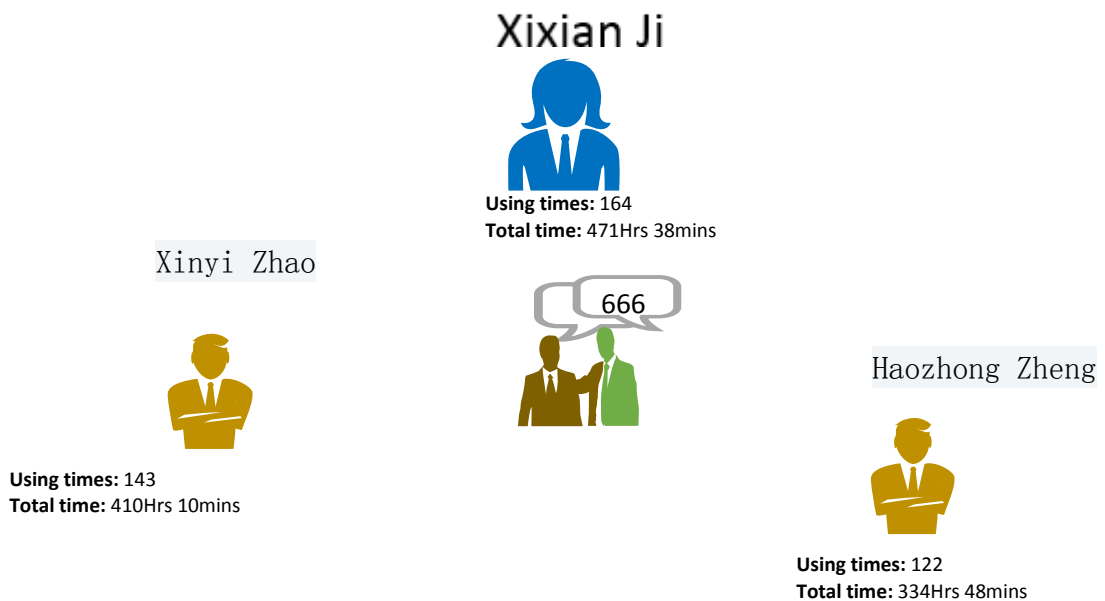 Xixian Ji
Using times: 164
Total time: 471Hrs 38mins
Xinyi Zhao
666
Haozhong Zheng
Using times: 143
Total time: 410Hrs 10mins
Using times: 122
Total time: 334Hrs 48mins